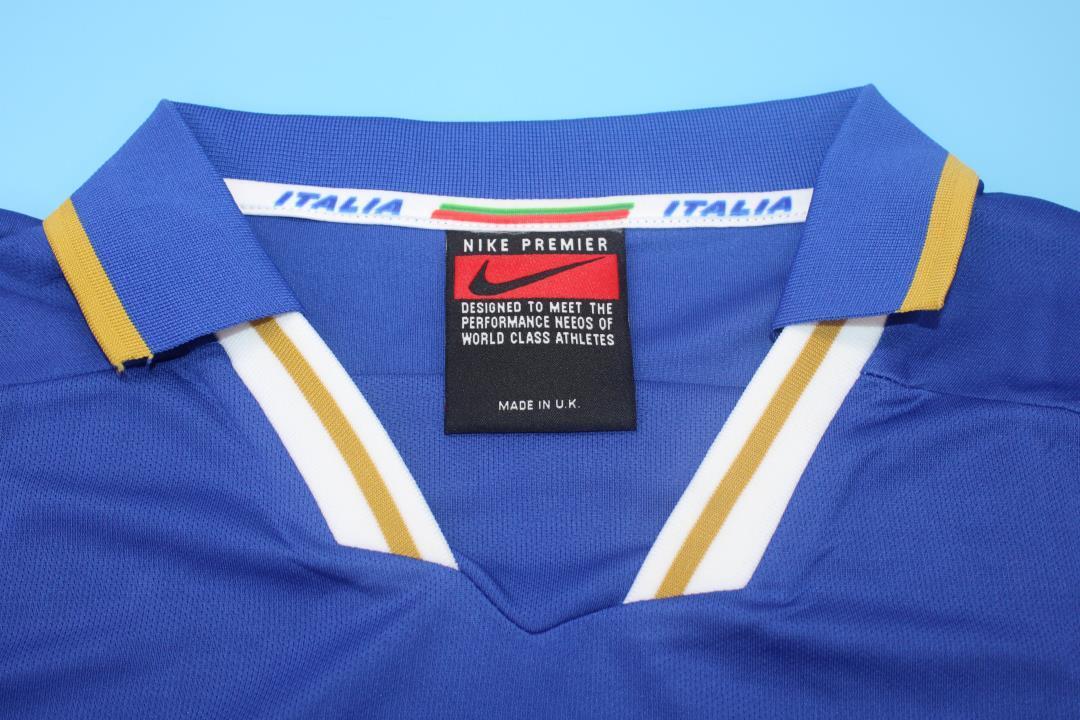 ITALIA ITALIA
NIKE PREMIER
DESIGNED TO MEET THE
PERFORMANCE NEEOS OF
WORLD CLASS ATHLETES
MADE IN U.K.